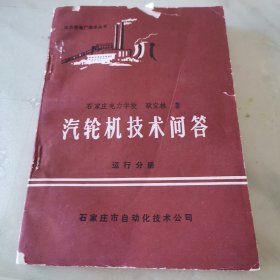 石家庄电力学校 耿宝林 著
汽轮机技术问答
运行分册
石家庄市自动化技术公司